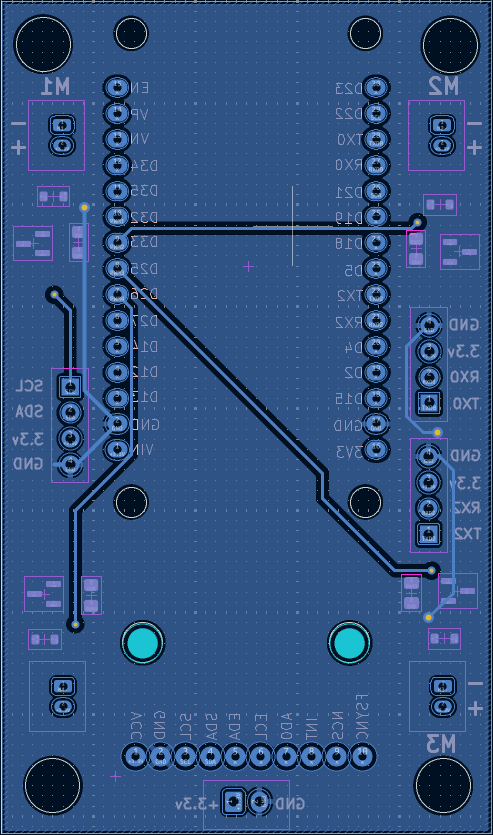 M1
M2
-
+
-
+
EN
VP
VN
D34
D35
D32
D33
D25
D26
D27
D14
D12
D13
GND
VIN
D23
D22
TX0
RX0
D21
D19
D18
D5
TX2
RX2
D4
D2
D15
GND
3V3
SCL
SDA
3.3v
GND
GND
3.3v
RX0
TX0
GND
3.3v
RX2
TX2
-
+
M3
VCC
GND
SCL
SDA
EDA
ECL
AD0
INT
NCS
FSYNC
+3.3v
GND